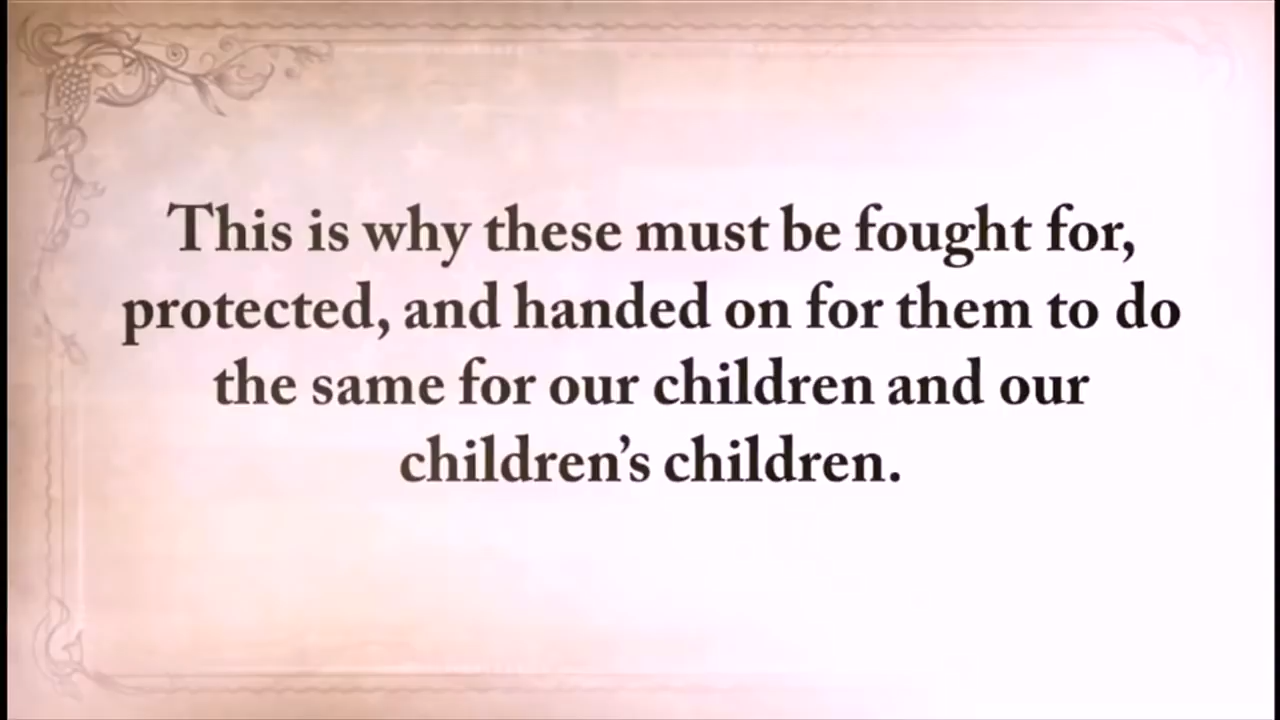 This is why these must be fought for,
protected, and handed on for them to do
the same for our children and our
children’s children.